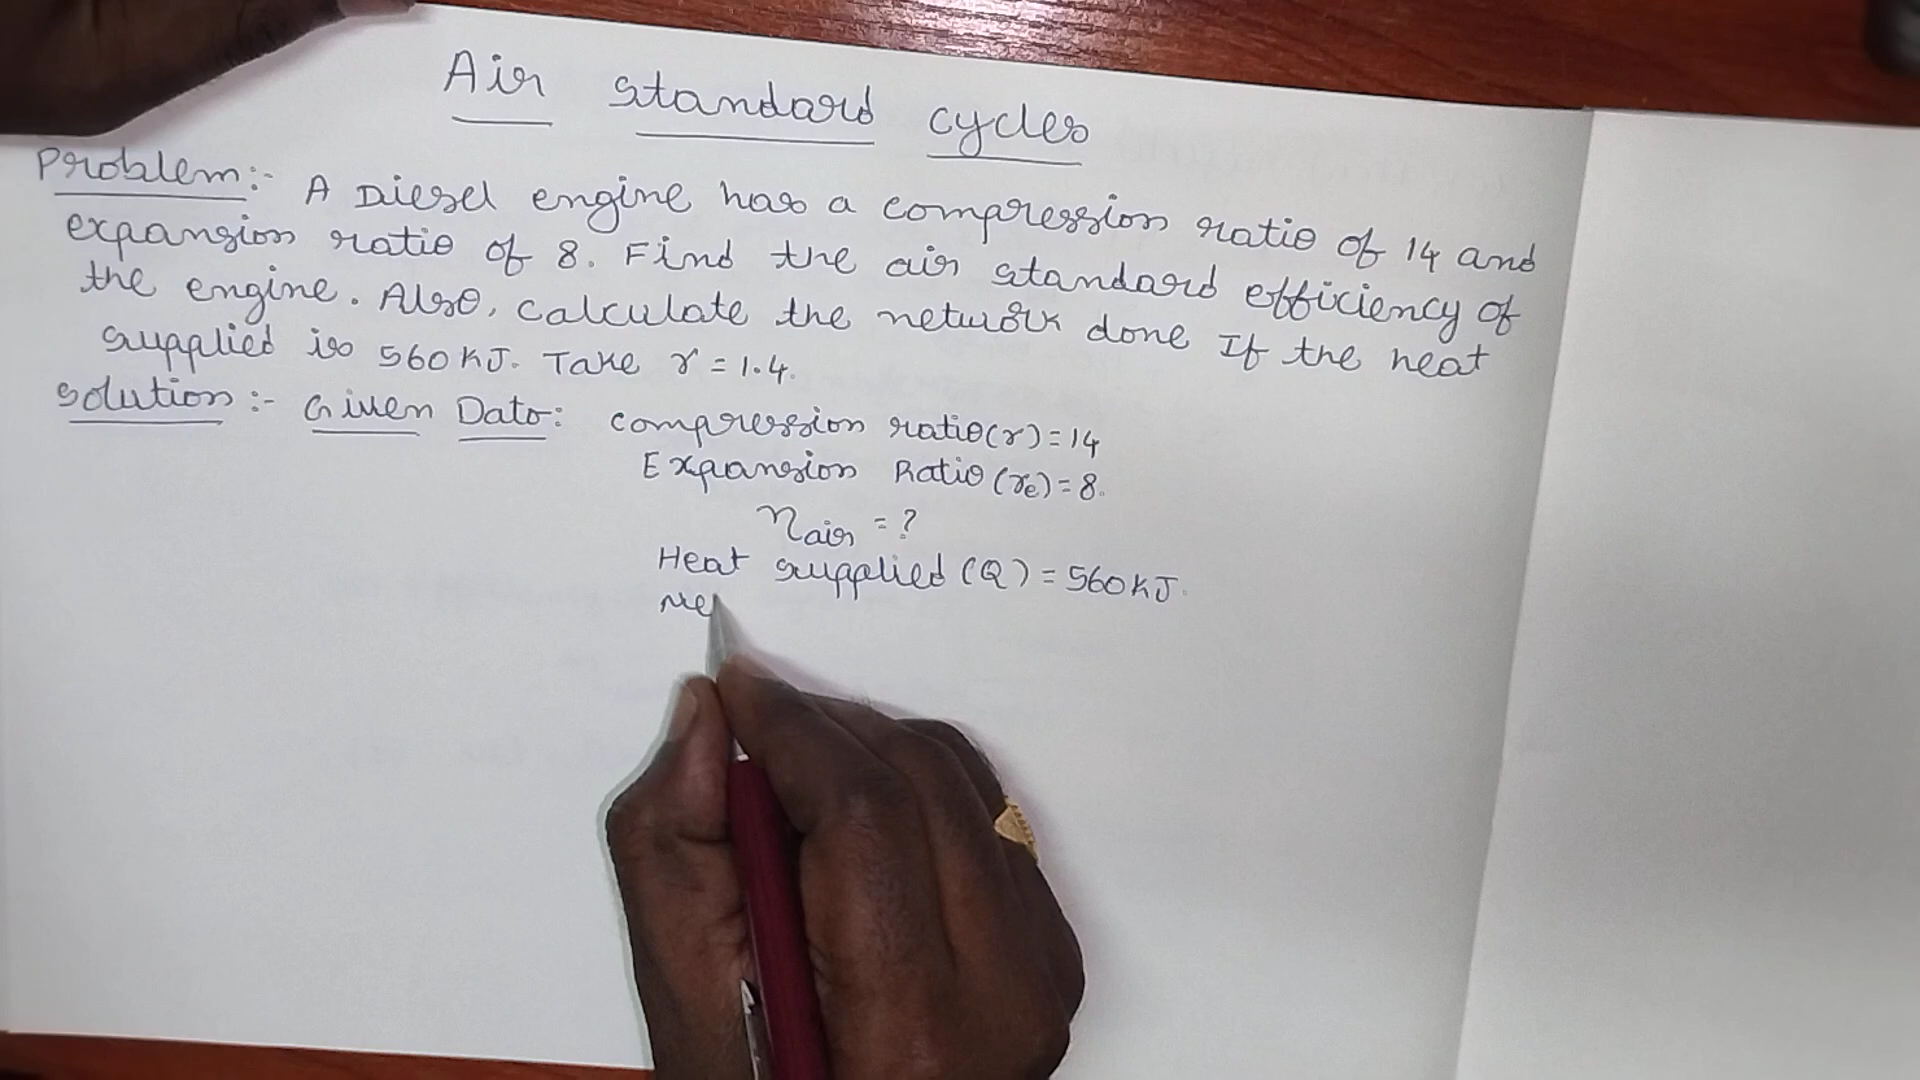 Air standard cycles
Problem:- A Diesel engine has a compression ratio of 14 and
expansion ratio of 8. Find the air standard efficiency of
the engine. Also, calculate the network done If the heat
supplied is 560 KJ. Take γ = 1.4.
Solution:- Given Data: compression ratio(r)=14
Expansion Ratio (re)=8.
ηair = ?
Heat supplied (Q) = 560 KJ.
Ne